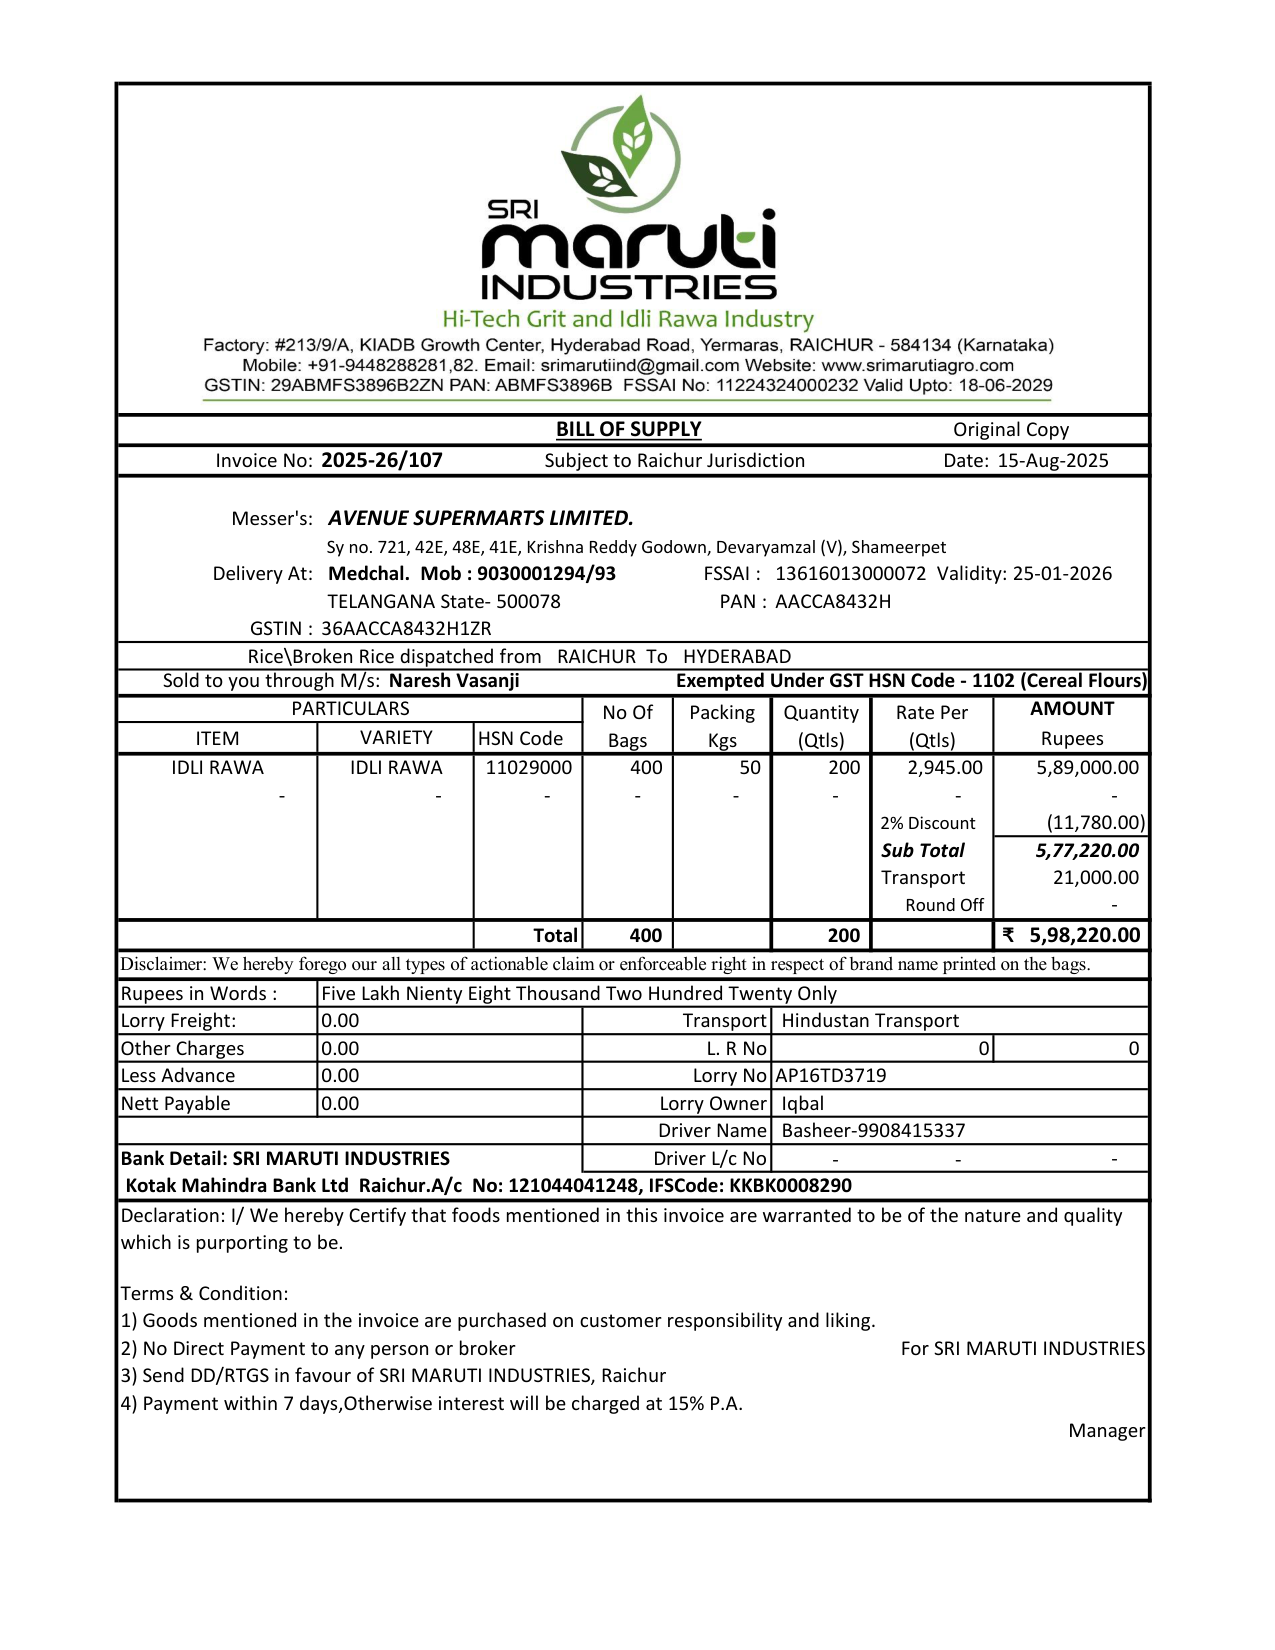 SRI
maruti
INDUSTRIES
Hi-Tech Grit and Idli Rawa Industry
Factory: #213/9/A, KIADB Growth Center, Hyderabad Road, Yermaras, RAICHUR - 584134 (Karnataka)
Mobile: +91-9448288281,82. Email: srimarutiind@gmail.com Website: www.srimarutiagro.com
GSTIN: 29ABMFS3896B2ZN PAN: ABMFS3896B FSSAI No: 11224324000232 Valid Upto: 18-06-2029
BILL OF SUPPLY Original Copy
Invoice No: 2025-26/107 Subject to Raichur Jurisdiction Date: 15-Aug-2025
Messer's: AVENUE SUPERMARTS LIMITED.
Sy no. 721, 42E, 48E, 41E, Krishna Reddy Godown, Devaryamzal (V), Shameerpet
Delivery At: Medchal. Mob : 9030001294/93 FSSAI : 13616013000072 Validity: 25-01-2026
TELANGANA State- 500078 PAN : AACCA8432H
GSTIN : 36AACCA8432H1ZR
Rice\Broken Rice dispatched from RAICHUR To HYDERABAD
Sold to you through M/s: Naresh Vasanji Exempted Under GST HSN Code - 1102 (Cereal Flours)
PARTICULARS No Of Packing Quantity Rate Per AMOUNT
ITEM VARIETY HSN Code Bags Kgs (Qtls) (Qtls) Rupees
IDLI RAWA IDLI RAWA 11029000 400 50 200 2,945.00 5,89,000.00
- - - - - - - -
2% Discount (11,780.00)
Sub Total 5,77,220.00
Transport 21,000.00
Round Off -
Total 400 200 ₹ 5,98,220.00
Disclaimer: We hereby forego our all types of actionable claim or enforceable right in respect of brand name printed on the bags.
Rupees in Words : Five Lakh Nienty Eight Thousand Two Hundred Twenty Only
Lorry Freight: 0.00 Transport Hindustan Transport
Other Charges 0.00 L. R No 0 0
Less Advance 0.00 Lorry No AP16TD3719
Nett Payable 0.00 Lorry Owner Iqbal
Driver Name Basheer-9908415337
Bank Detail: SRI MARUTI INDUSTRIES Driver L/c No - - -
Kotak Mahindra Bank Ltd Raichur.A/c No: 121044041248, IFSCode: KKBK0008290
Declaration: I/ We hereby Certify that foods mentioned in this invoice are warranted to be of the nature and quality
which is purporting to be.
Terms & Condition:
1) Goods mentioned in the invoice are purchased on customer responsibility and liking.
2) No Direct Payment to any person or broker For SRI MARUTI INDUSTRIES
3) Send DD/RTGS in favour of SRI MARUTI INDUSTRIES, Raichur
4) Payment within 7 days,Otherwise interest will be charged at 15% P.A.
Manager